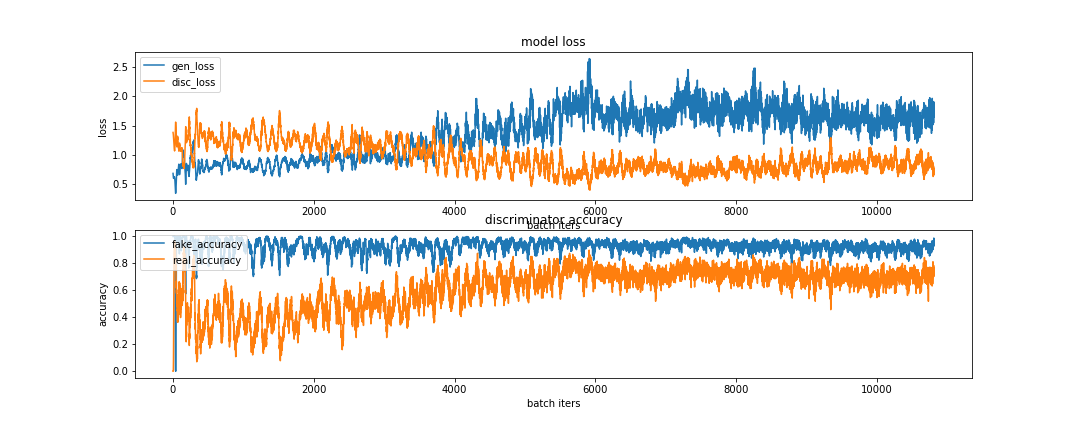 model loss
gen_loss
disc_loss
loss
2.5
2.0
1.5
1.0
0.5
0 2000 4000 6000 8000 10000
batch iters
discriminator accuracy
fake_accuracy
real_accuracy
accuracy
1.0
0.8
0.6
0.4
0.2
0.0
0 2000 4000 6000 8000 10000
batch iters